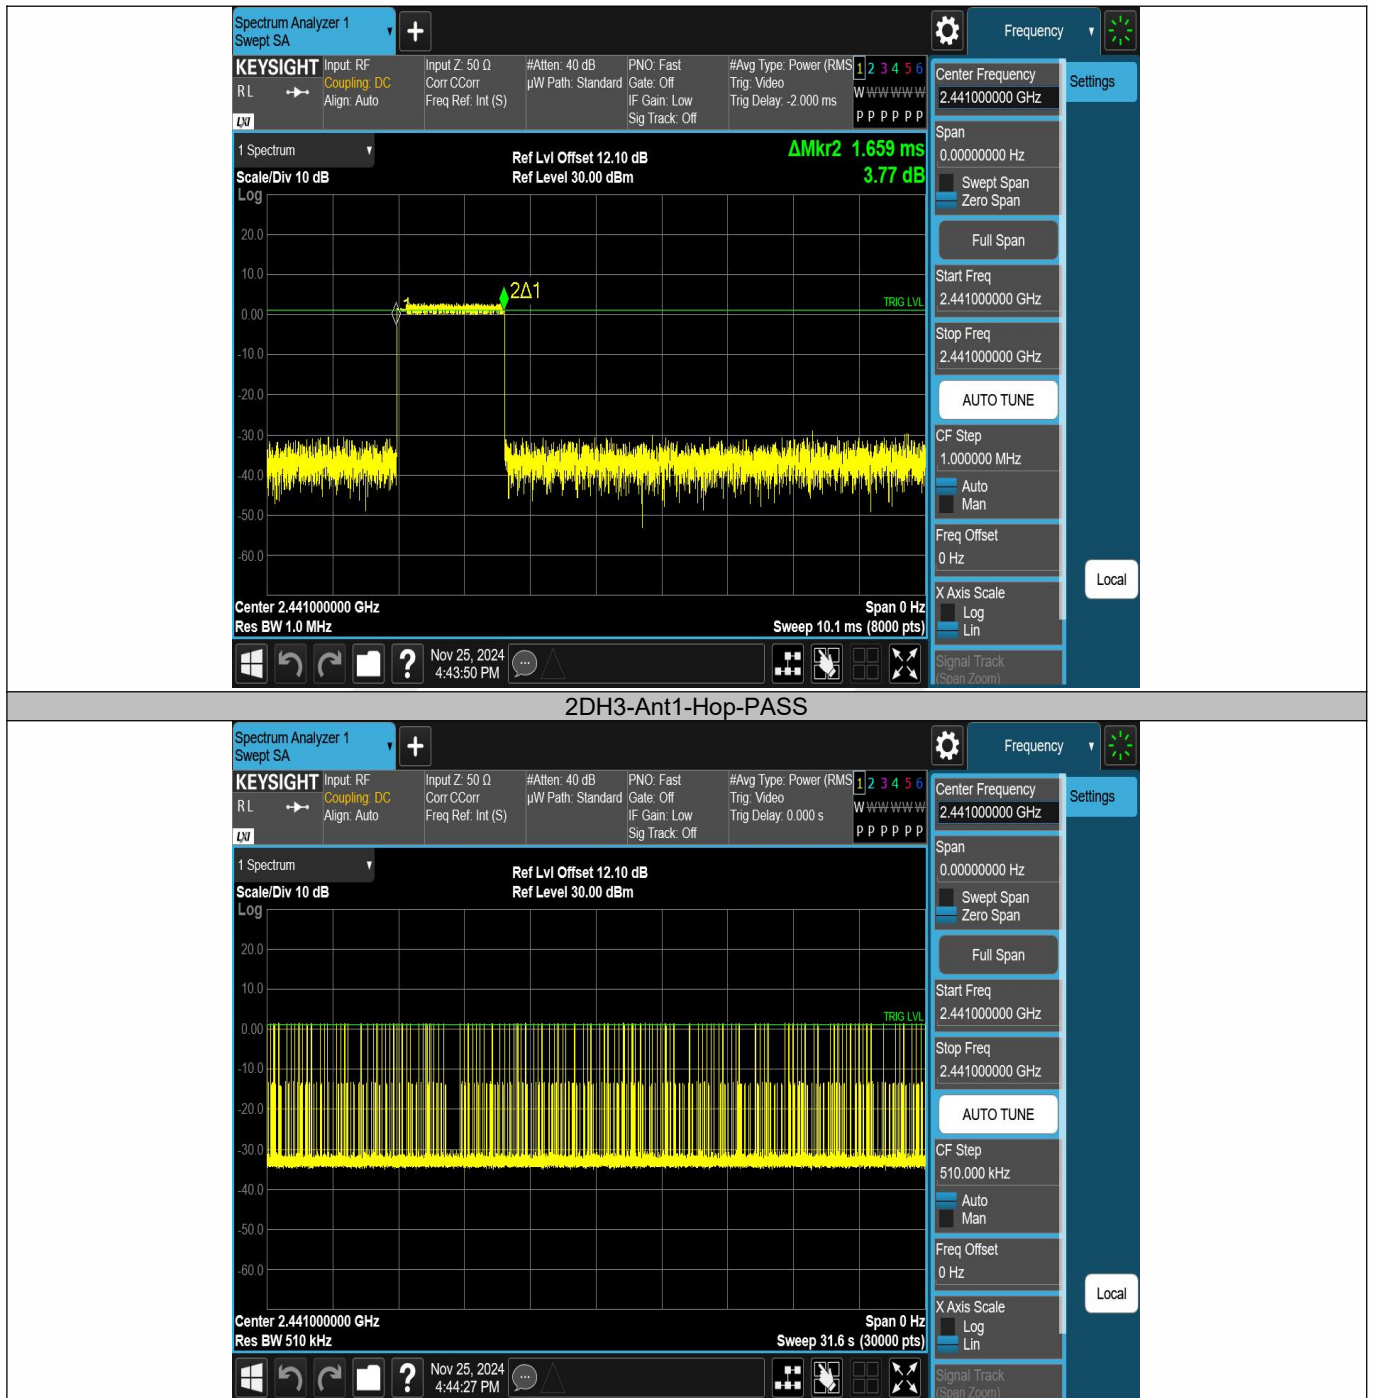 Spectrum Analyzer 1
Swept SA
Frequency
KEYSIGHT
RL
LXI
Input: RF
Coupling: DC
Align: Auto
Input Z: 50 Ω
Corr CCorr
Freq Ref: Int (S)
#Atten: 40 dB
µW Path: Standard
PNO: Fast
Gate: Off
IF Gain: Low
Sig Track: Off
#Avg Type: Power (RMS
Trig: Video
Trig Delay: -2.000 ms
1 2 3 4 5 6
W W W W W W
P P P P P P
1 Spectrum
Scale/Div 10 dB
Log
Ref Lvl Offset 12.10 dB
Ref Level 30.00 dBm
ΔMkr2 1.659 ms
3.77 dB
20.0
10.0
0.00
-10.0
-20.0
-30.0
-40.0
-50.0
-60.0
1
2Δ1
TRIG LVL
Center 2.441000000 GHz
Res BW 1.0 MHz
Span 0 Hz
Sweep 10.1 ms (8000 pts)
Nov 25, 2024
4:43:50 PM
Center Frequency
2.441000000 GHz
Span
0.00000000 Hz
Swept Span
Zero Span
Full Span
Start Freq
2.441000000 GHz
Stop Freq
2.441000000 GHz
AUTO TUNE
CF Step
1.000000 MHz
Auto
Man
Freq Offset
0 Hz
X Axis Scale
Log
Lin
Signal Track
(Span Zoom)
Settings
Local
2DH3-Ant1-Hop-PASS
Spectrum Analyzer 1
Swept SA
Frequency
KEYSIGHT
RL
LXI
Input: RF
Coupling: DC
Align: Auto
Input Z: 50 Ω
Corr CCorr
Freq Ref: Int (S)
#Atten: 40 dB
µW Path: Standard
PNO: Fast
Gate: Off
IF Gain: Low
Sig Track: Off
#Avg Type: Power (RMS
Trig: Video
Trig Delay: 0.000 s
1 2 3 4 5 6
W W W W W W
P P P P P P
1 Spectrum
Scale/Div 10 dB
Log
Ref Lvl Offset 12.10 dB
Ref Level 30.00 dBm
20.0
10.0
0.00
-10.0
-20.0
-30.0
-40.0
-50.0
-60.0
TRIG LVL
Center 2.441000000 GHz
Res BW 510 kHz
Span 0 Hz
Sweep 31.6 s (30000 pts)
Nov 25, 2024
4:44:27 PM
Center Frequency
2.441000000 GHz
Span
0.00000000 Hz
Swept Span
Zero Span
Full Span
Start Freq
2.441000000 GHz
Stop Freq
2.441000000 GHz
AUTO TUNE
CF Step
510.000 kHz
Auto
Man
Freq Offset
0 Hz
X Axis Scale
Log
Lin
Signal Track
(Span Zoom)
Settings
Local